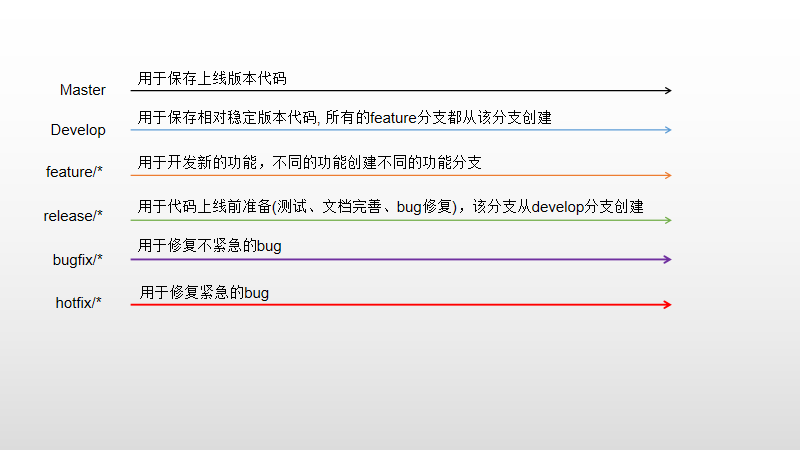 Master 用于保存上线版本代码
Develop 用于保存相对稳定版本代码, 所有的feature分支都从该分支创建
feature/* 用于开发新的功能，不同的功能创建不同的功能分支
release/* 用于代码上线前准备(测试、文档完善、bug修复)，该分支从develop分支创建
bugfix/* 用于修复不紧急的bug
hotfix/* 用于修复紧急的bug